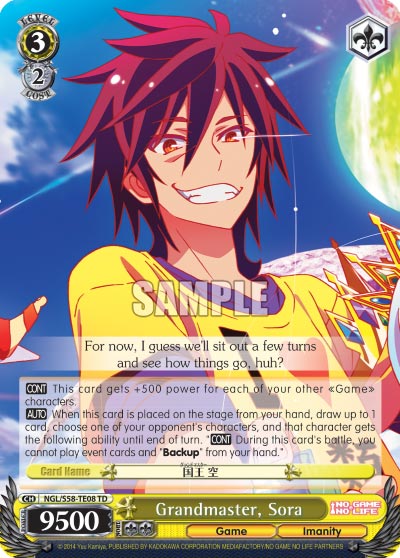 LEVEL
3
2
COST
SAMPLE
For now, I guess we'll sit out a few turns
and see how things go, huh?
CONT This card gets +500 power for each of your other «Game»
characters.
AUTO When this card is placed on the stage from your hand, draw up to 1
card, choose one of your opponent's characters, and that character gets
the following ability until end of turn. "CONT During this card's battle, you
cannot play event cards and "Backup" from your hand."
Card Name
国王 空
NGL/S58-TE08 TD
POWER
9500
Grandmaster, Sora
NO GAME
NO LIFE
Game
Imanity
© 2014 Yuu Kamiya, PUBLISHED BY KADOKAWA CORPORATION MEDIAFACTORY/NO GAME NO LIFE PARTNERS